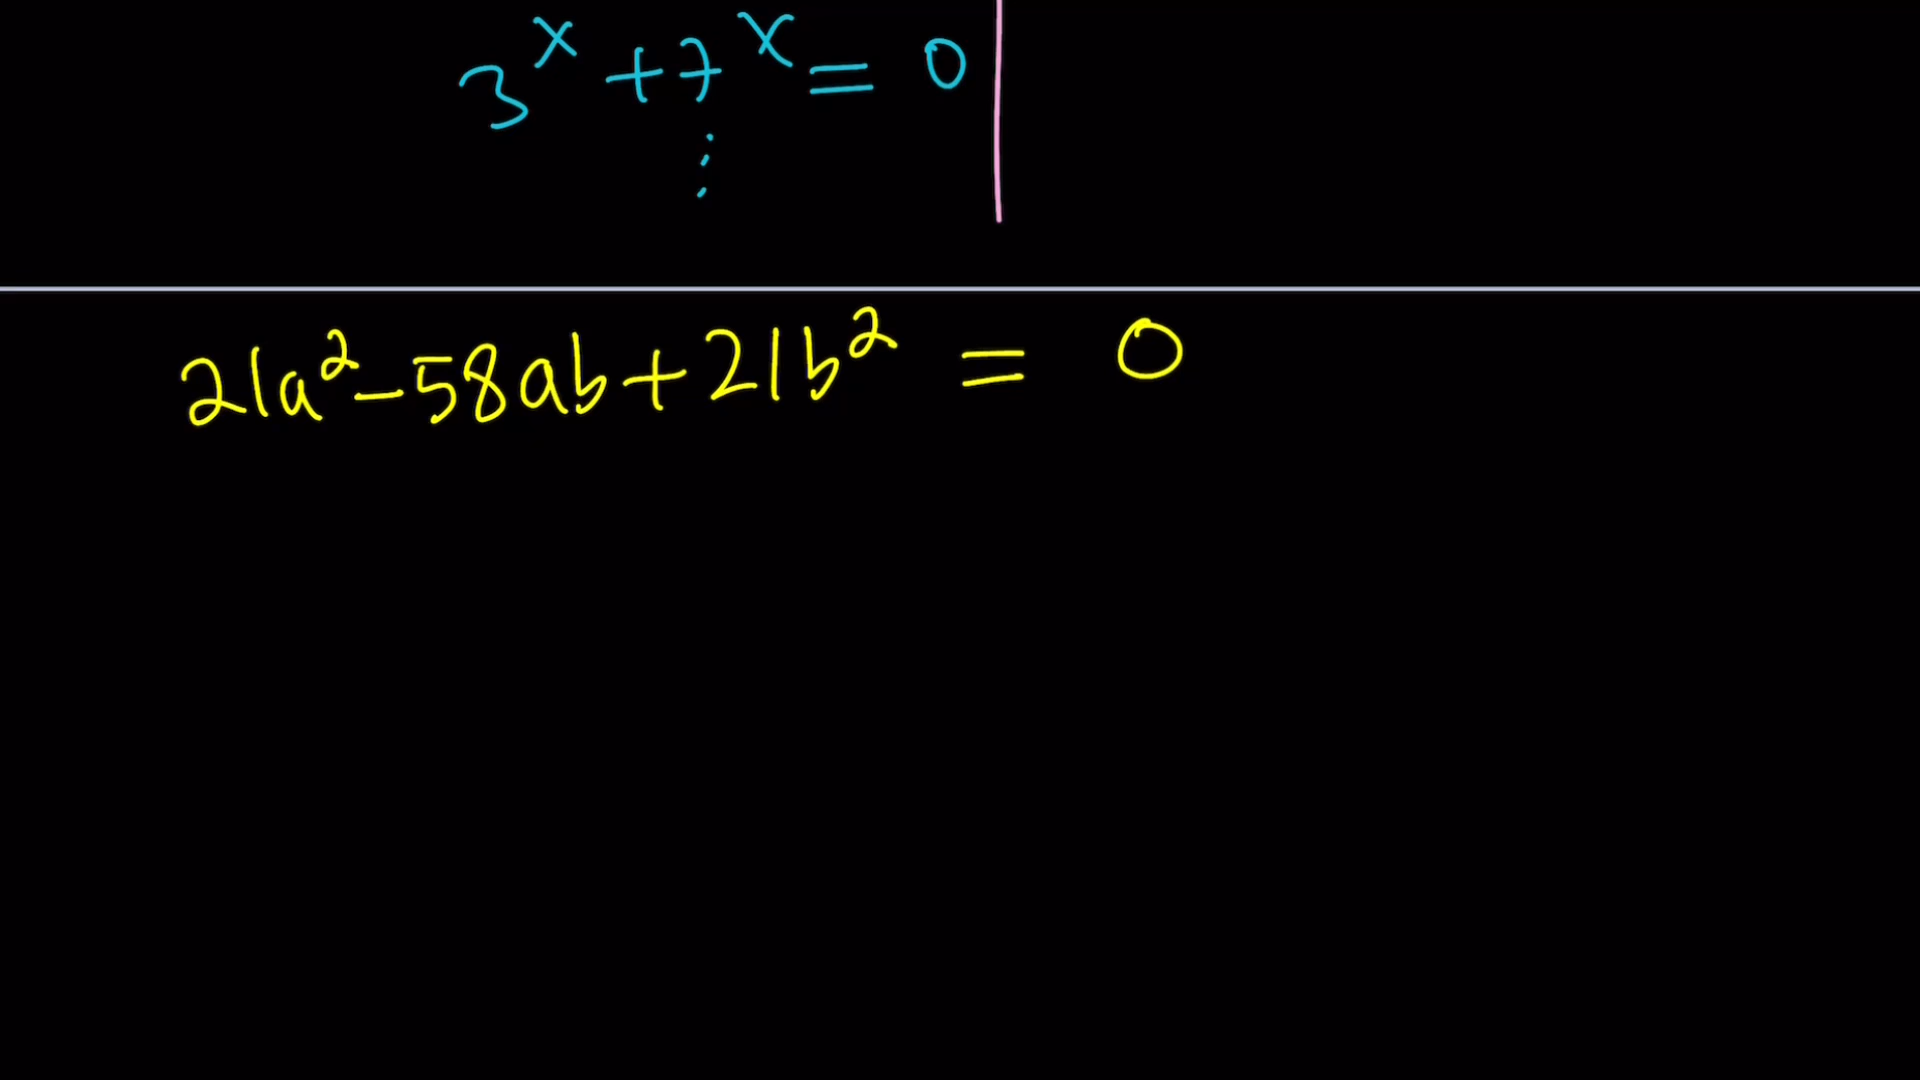 3^x + 7^x = 0
⋮
21a² - 58ab + 21b² = 0